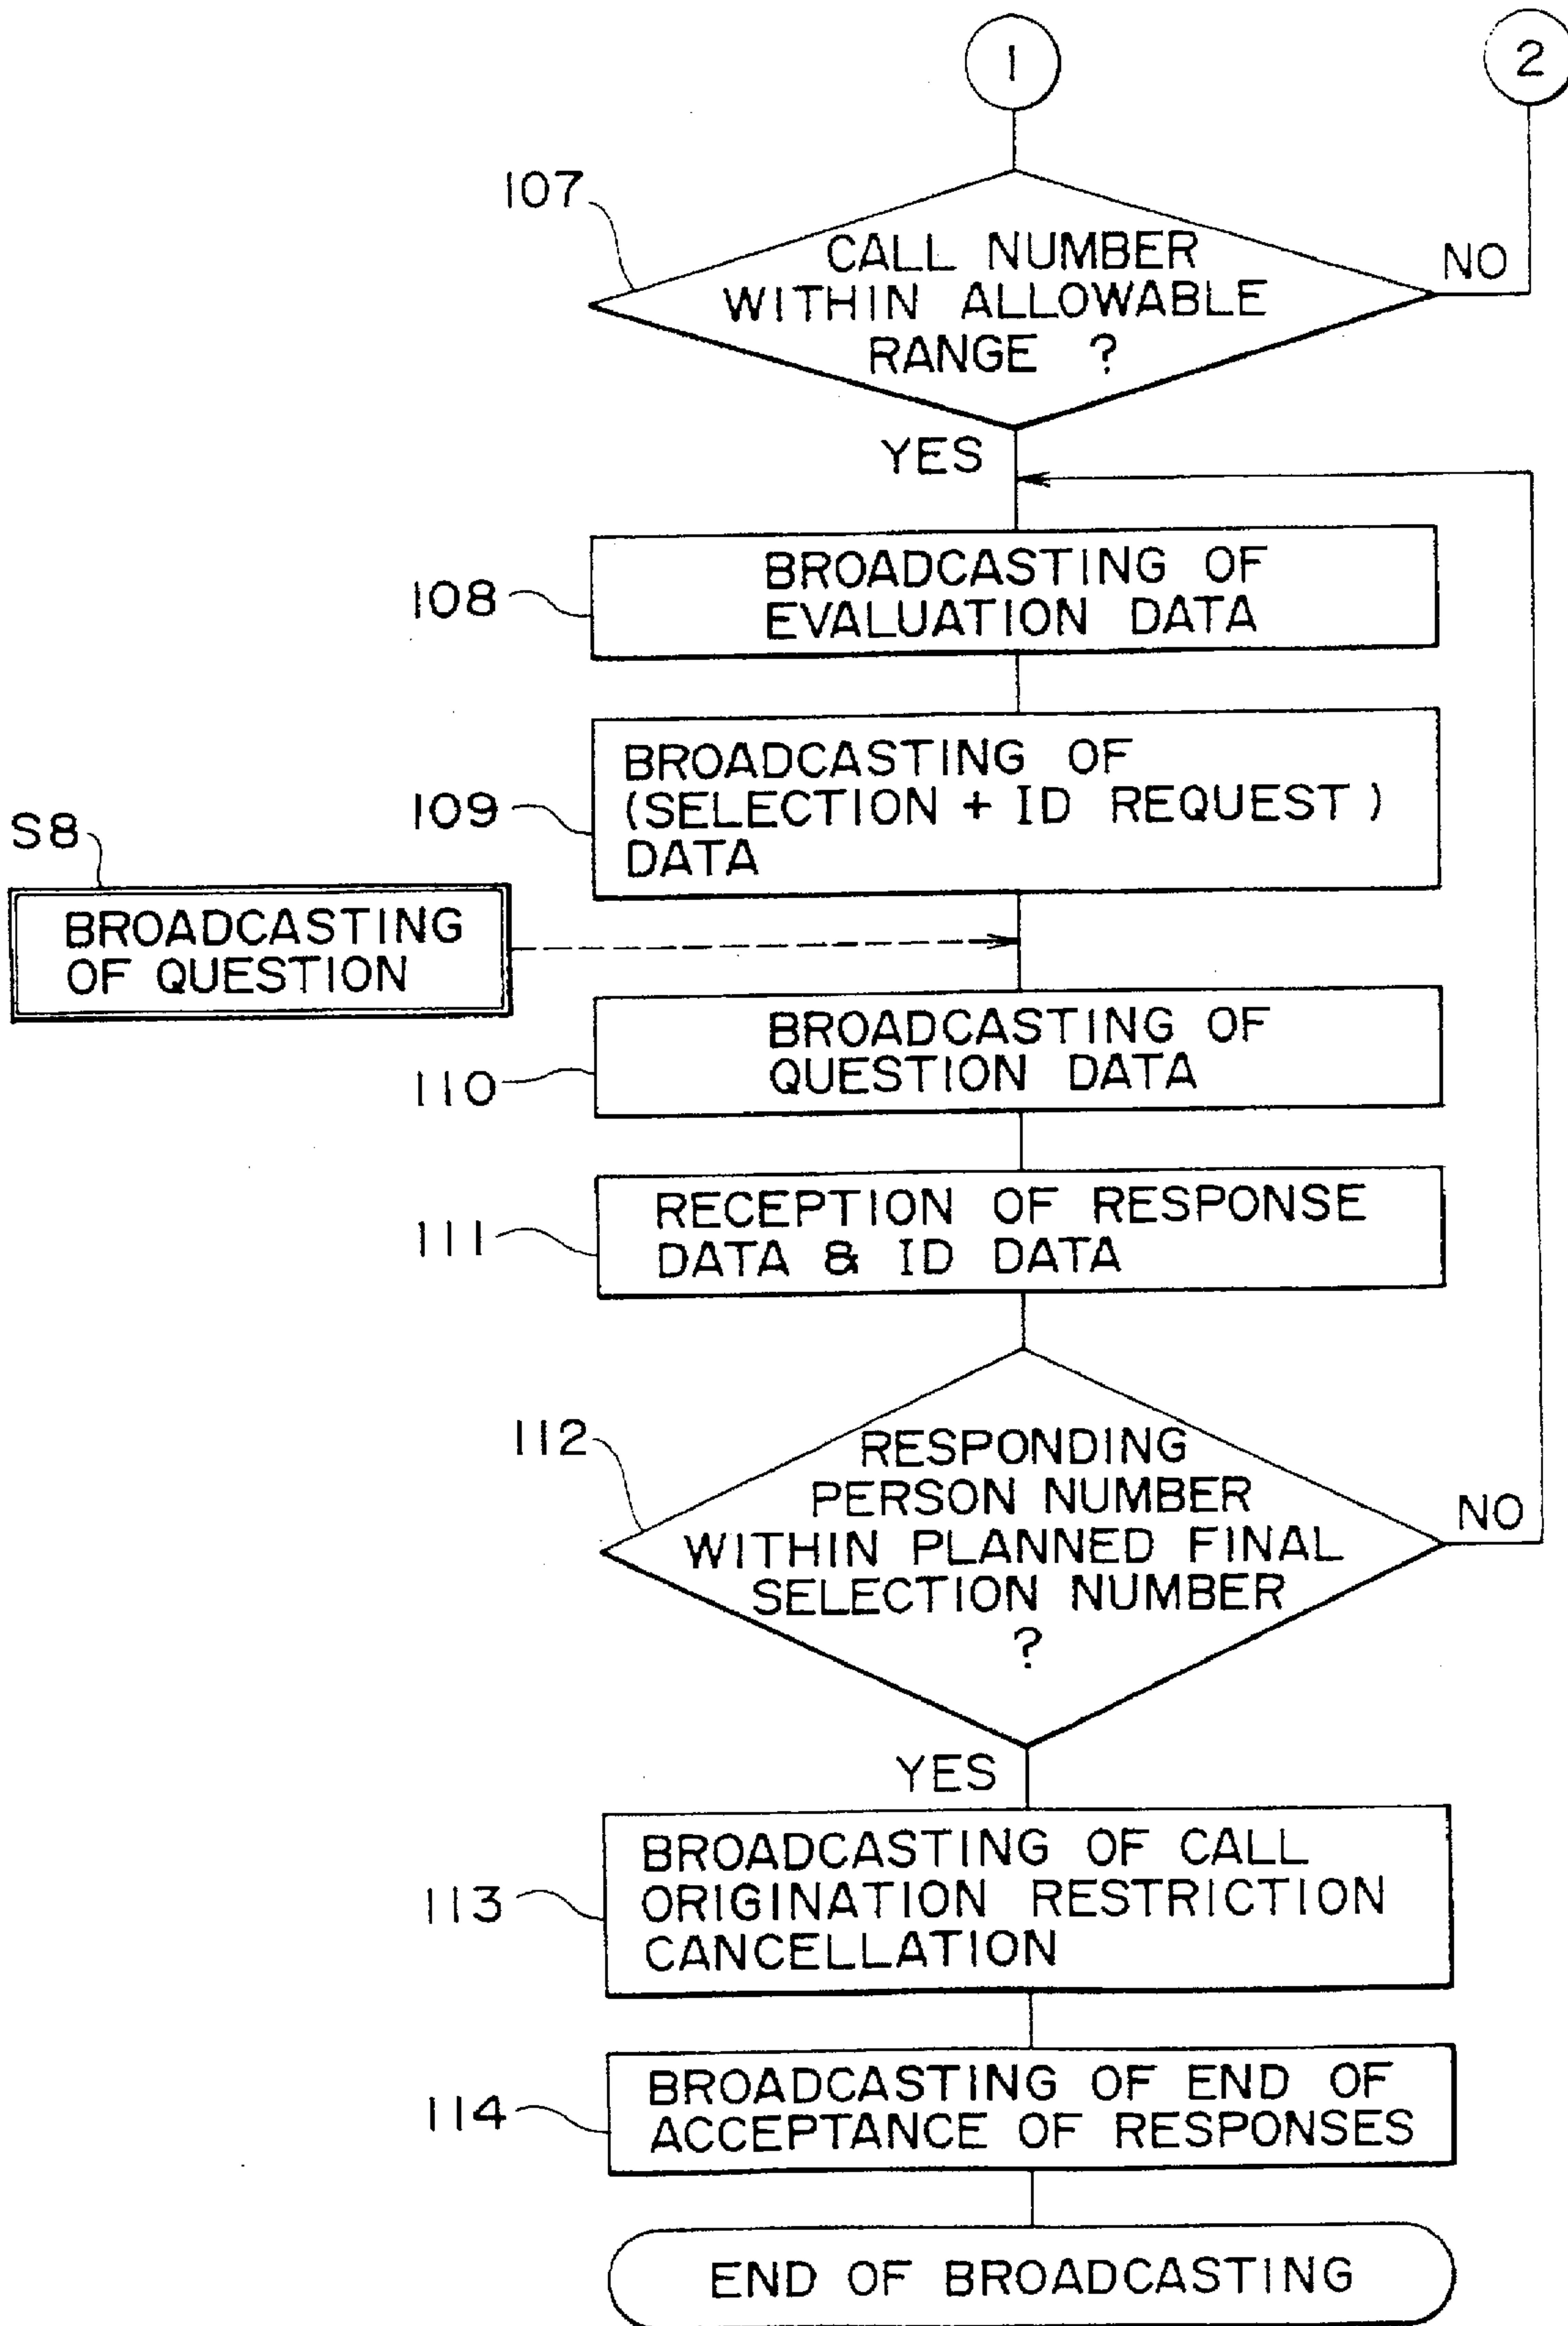 1
2
107
CALL NUMBER
WITHIN ALLOWABLE
RANGE ?
NO
YES
108
BROADCASTING OF
EVALUATION DATA
109
BROADCASTING OF
(SELECTION + ID REQUEST)
DATA
S8
BROADCASTING
OF QUESTION
110
BROADCASTING OF
QUESTION DATA
111
RECEPTION OF RESPONSE
DATA & ID DATA
112
RESPONDING
PERSON NUMBER
WITHIN PLANNED FINAL
SELECTION NUMBER
?
NO
YES
113
BROADCASTING OF CALL
ORIGINATION RESTRICTION
CANCELLATION
114
BROADCASTING OF END OF
ACCEPTANCE OF RESPONSES
END OF BROADCASTING